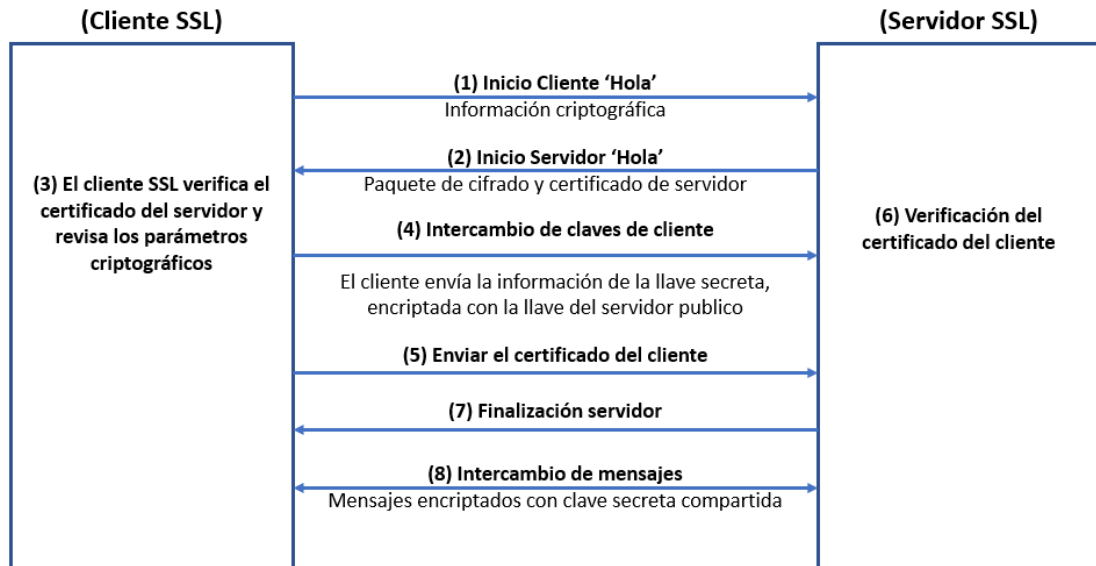 (Cliente SSL)
(Servidor SSL)
(1) Inicio Cliente ‘Hola’
Información criptográfica
(2) Inicio Servidor ‘Hola’
Paquete de cifrado y certificado de servidor
(3) El cliente SSL verifica el
certificado del servidor y
revisa los parámetros
criptográficos
(4) Intercambio de claves de cliente
El cliente envía la información de la llave secreta,
encriptada con la llave del servidor publico
(5) Enviar el certificado del cliente
(6) Verificación del
certificado del cliente
(7) Finalización servidor
(8) Intercambio de mensajes
Mensajes encriptados con clave secreta compartida